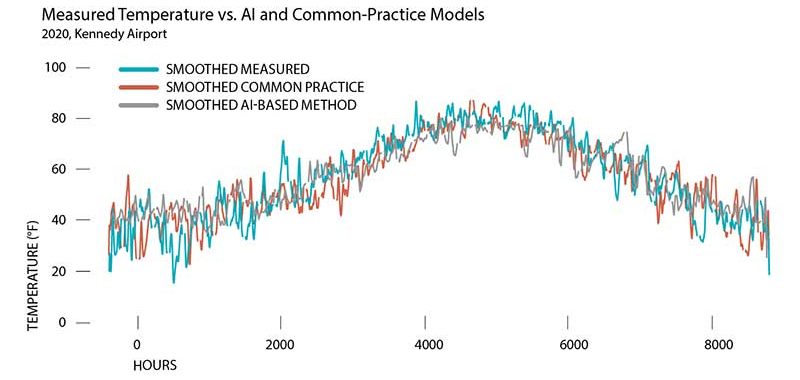 Measured Temperature vs. AI and Common-Practice Models
2020, Kennedy Airport
100
SMOOTHED MEASURED
SMOOTHED COMMON PRACTICE
SMOOTHED AI-BASED METHOD
80
60
40
20
0
TEMPERATURE (°F)
0 2000 4000 6000 8000
HOURS